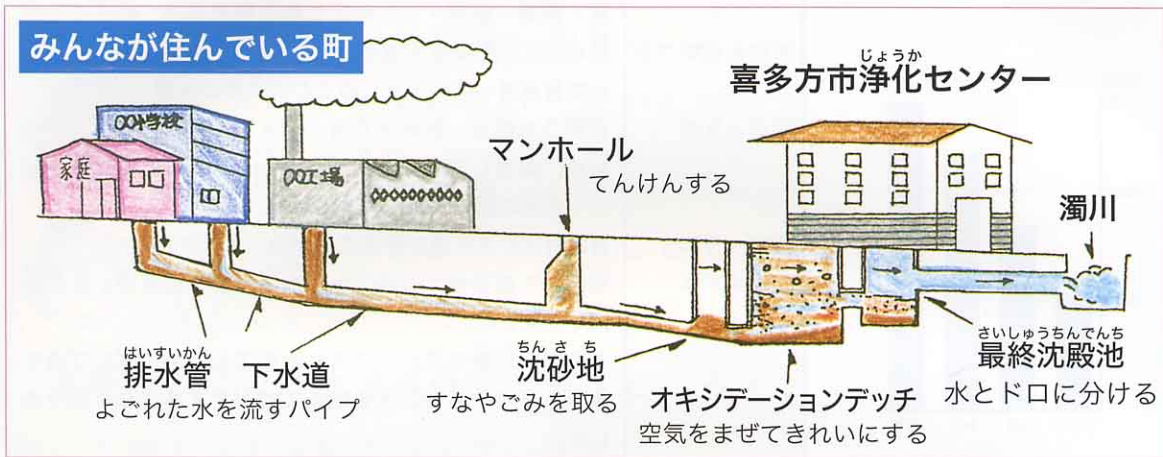 みんなが住んでいる町
喜多方市浄化センター
じょうか
〇〇小学校
家庭
〇〇工場
マンホール
てんけんする
濁川
はいすいかん
排水管
下水道
よごれた水を流すパイプ
ちんさち
沈砂地
すなやごみを取る
オキシデーションデッチ
空気をまぜてきれいにする
さいしゅうちんでんち
最終沈殿池
水とドロに分ける